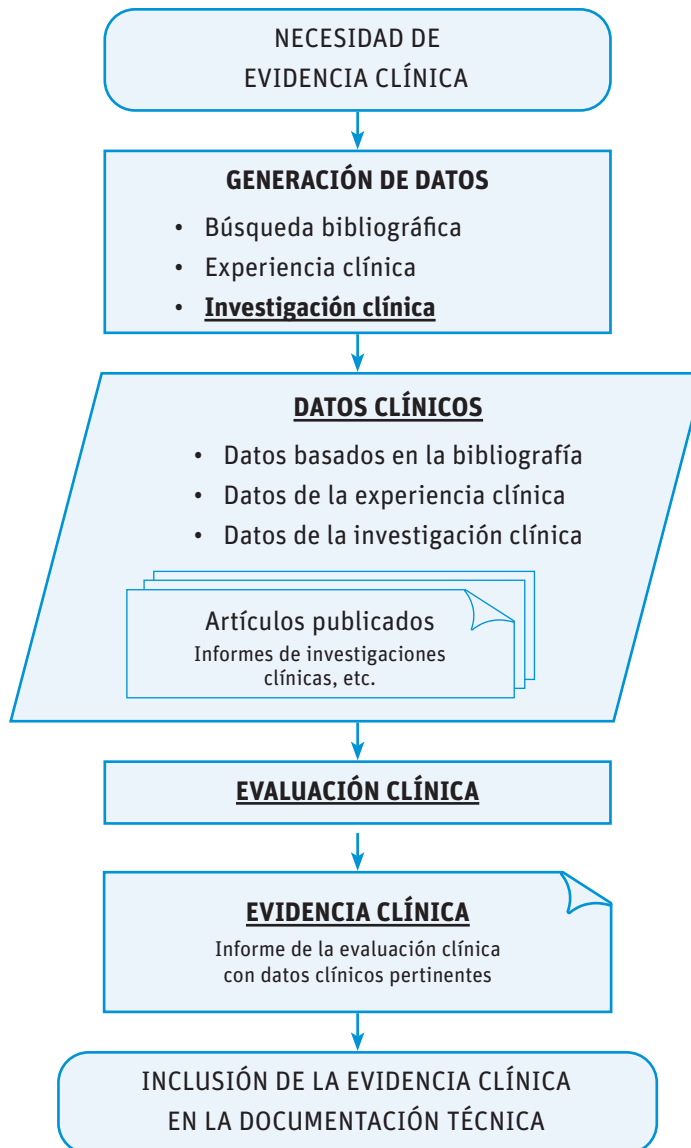 NECESIDAD DE
EVIDENCIA CLÍNICA
GENERACIÓN DE DATOS
• Búsqueda bibliográfica
• Experiencia clínica
• Investigación clínica
DATOS CLÍNICOS
• Datos basados en la bibliografía
• Datos de la experiencia clínica
• Datos de la investigación clínica
Artículos publicados
Informes de investigaciones
clínicas, etc.
EVALUACIÓN CLÍNICA
EVIDENCIA CLÍNICA
Informe de la evaluación clínica
con datos clínicos pertinentes
INCLUSIÓN DE LA EVIDENCIA CLÍNICA
EN LA DOCUMENTACIÓN TÉCNICA